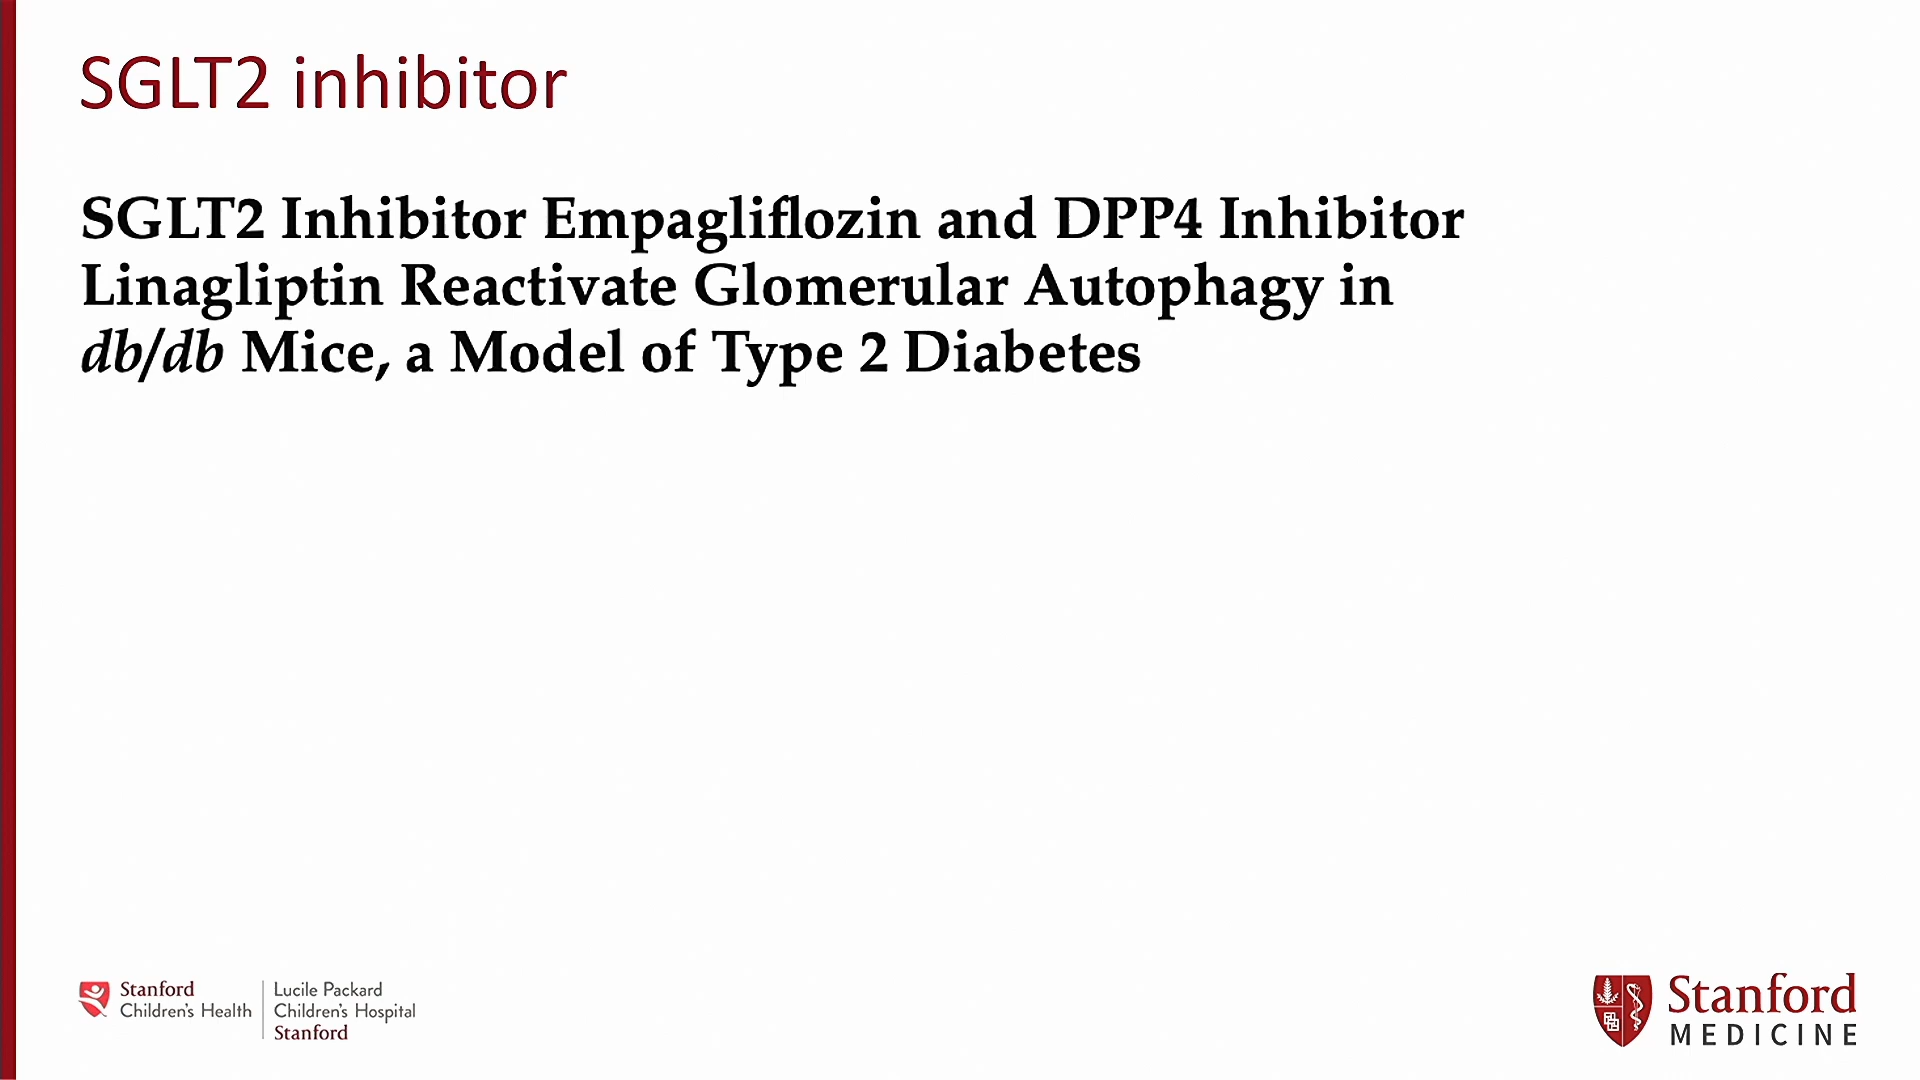 SGLT2 inhibitor
SGLT2 Inhibitor Empagliflozin and DPP4 Inhibitor
Linagliptin Reactivate Glomerular Autophagy in
db/db Mice, a Model of Type 2 Diabetes
Stanford
Children's Health
Lucile Packard
Children's Hospital
Stanford
Stanford
MEDICINE